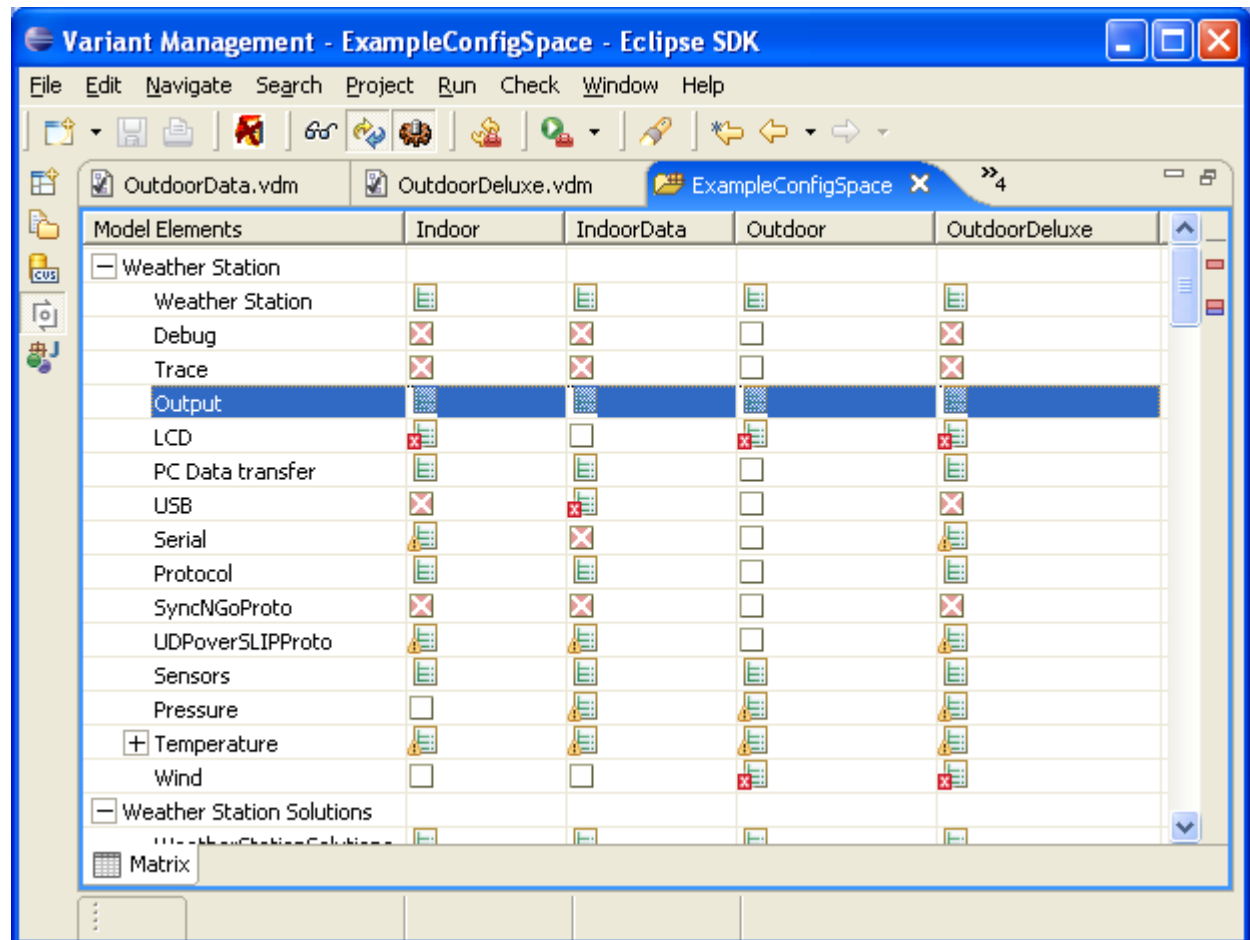 Variant Management - ExampleConfigSpace - Eclipse SDK
File Edit Navigate Search Project Run Check Window Help
OutdoorData.vdm OutdoorDeluxe.vdm ExampleConfigSpace »4
Model Elements Indoor IndoorData Outdoor OutdoorDeluxe
Weather Station
CVS
Weather Station
Debug
J
Trace
Output
LCD
PC Data transfer
USB
Serial
Protocol
SyncNGoProto
UDPoverSLIPProto
Sensors
Pressure
Temperature
Wind
Weather Station Solutions
Matrix